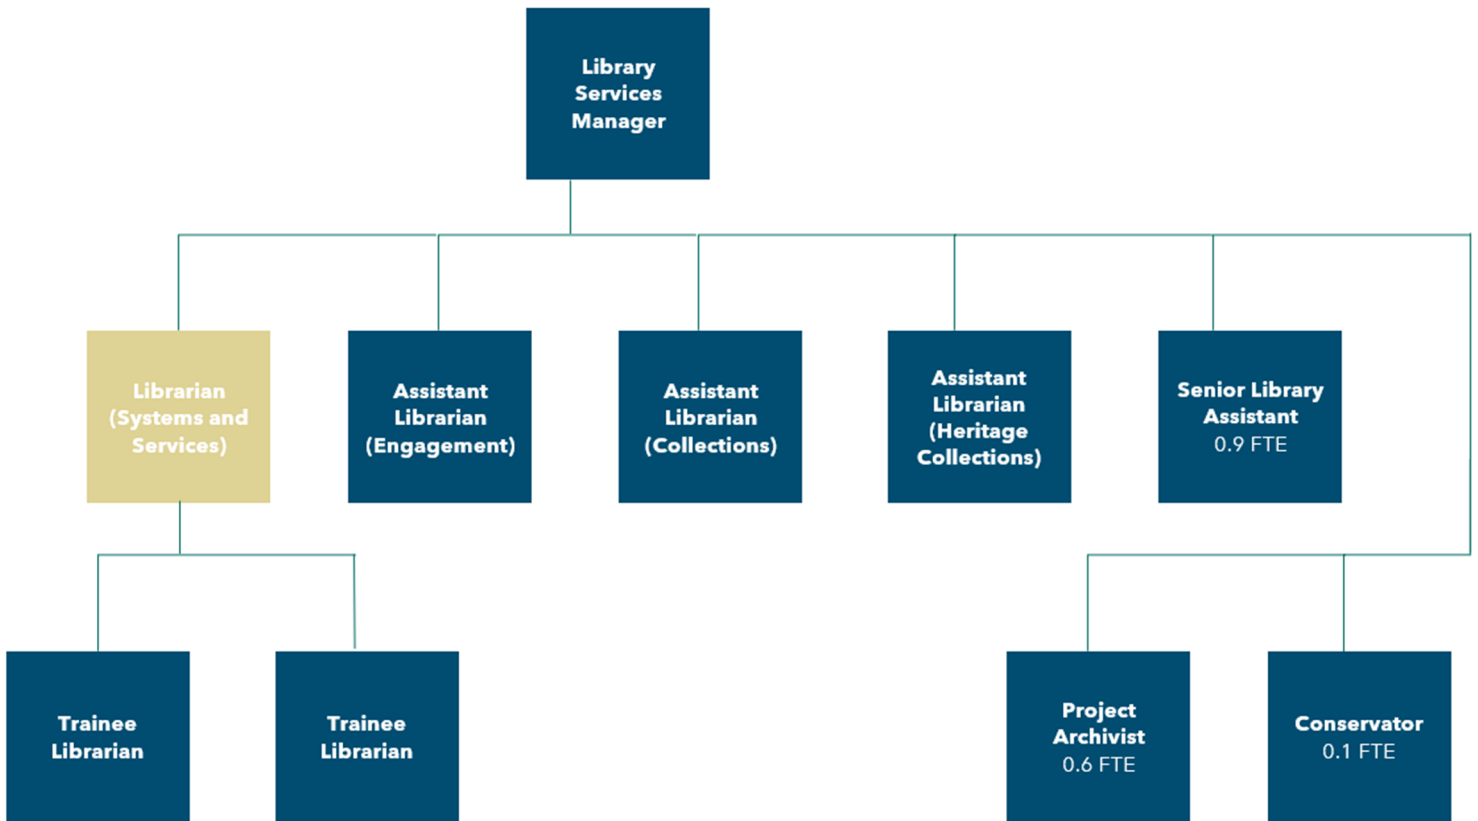 Library
Services
Manager
Librarian
(Systems and
Services)
Assistant
Librarian
(Engagement)
Assistant
Librarian
(Collections)
Assistant
Librarian
(Heritage
Collections)
Senior Library
Assistant
0.9 FTE
Trainee
Librarian
Trainee
Librarian
Project
Archivist
0.6 FTE
Conservator
0.1 FTE